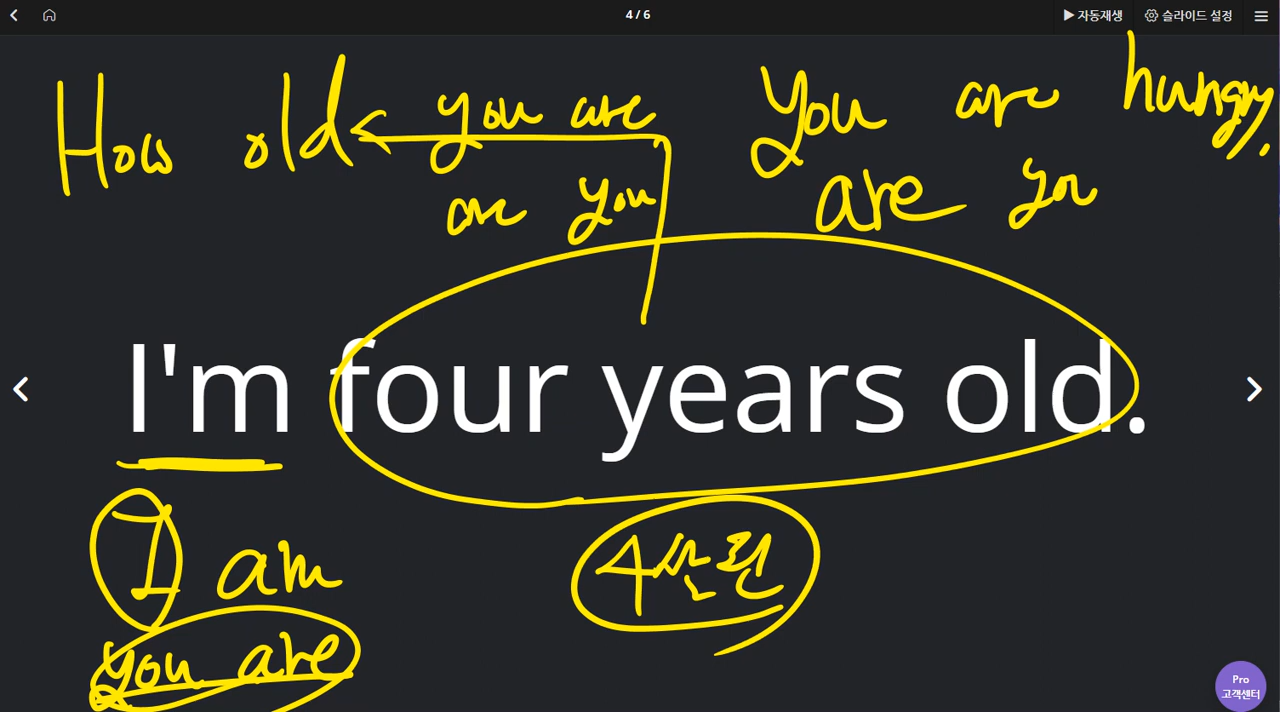 4 / 6 ▶ 자동재생 슬라이드 설정
How old you are You are hungry,
are you are you
I'm four years old.
I am 4살된
you are
Pro
고객센터